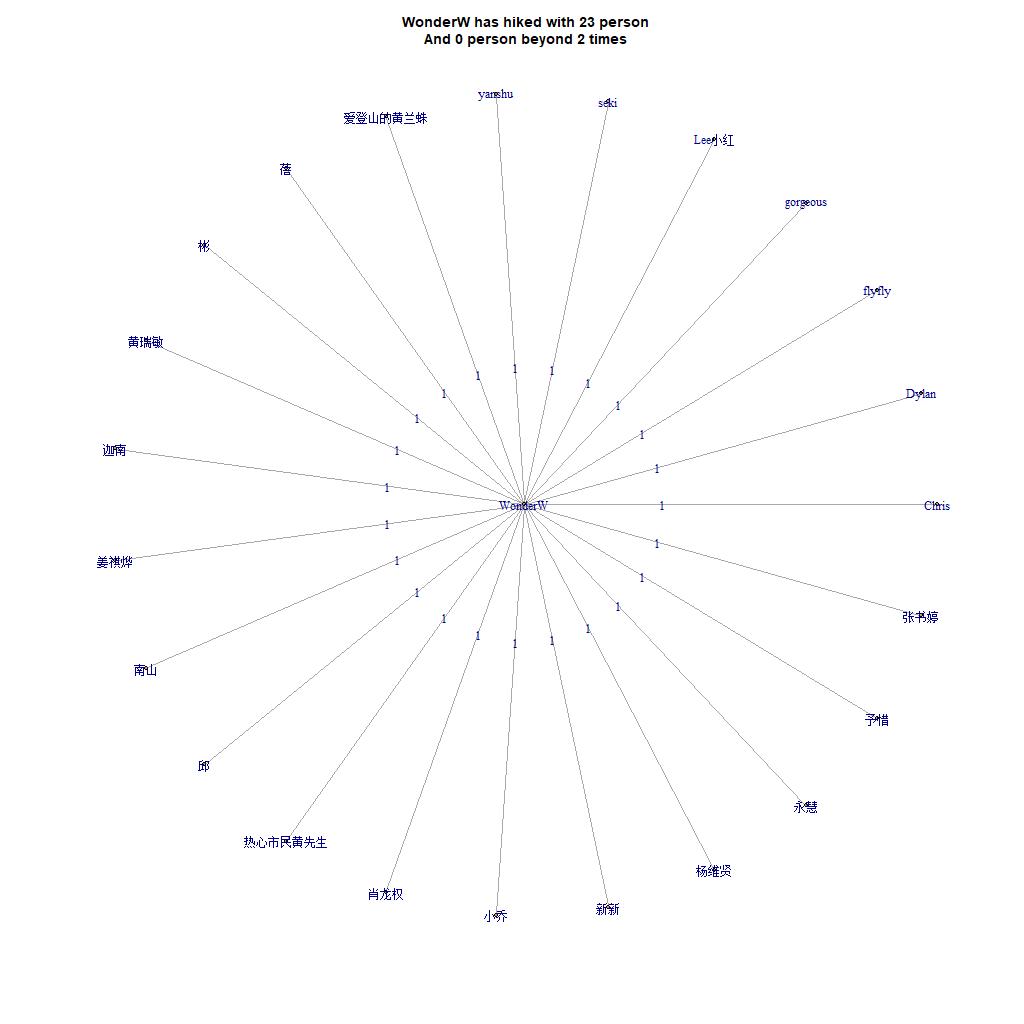 WonderW has hiked with 23 person
And 0 person beyond 2 times
yanshu
seki
爱登山的黄兰蛛
Lee小红
蓓
gorgeous
彬
flyfly
黄瑞敏
1
1
1
1
Dylan
1
1
1
1
迦南
1
1
1
1
WonderW
1
Chris
1
1
姜祺烨
1
1
1
1
张书婷
1
1
1
1
1
1
南山
予惜
邱
永慧
热心市民黄先生
杨维贤
肖龙权
小乔
新新